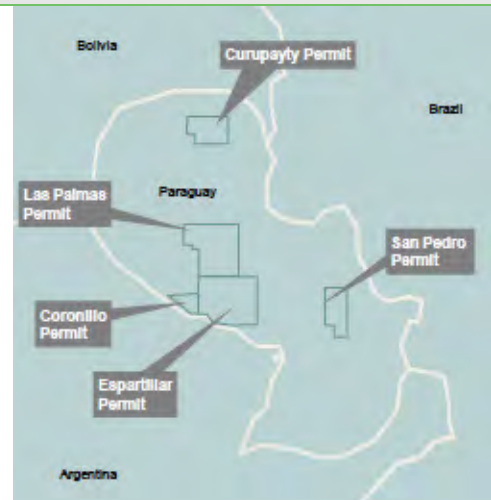 Bolivia
Curupayty Permit
Brazil
Las Palmas
Permit
Paraguay
San Pedro
Permit
Coronillo
Permit
Espartillar
Permit
Argentina